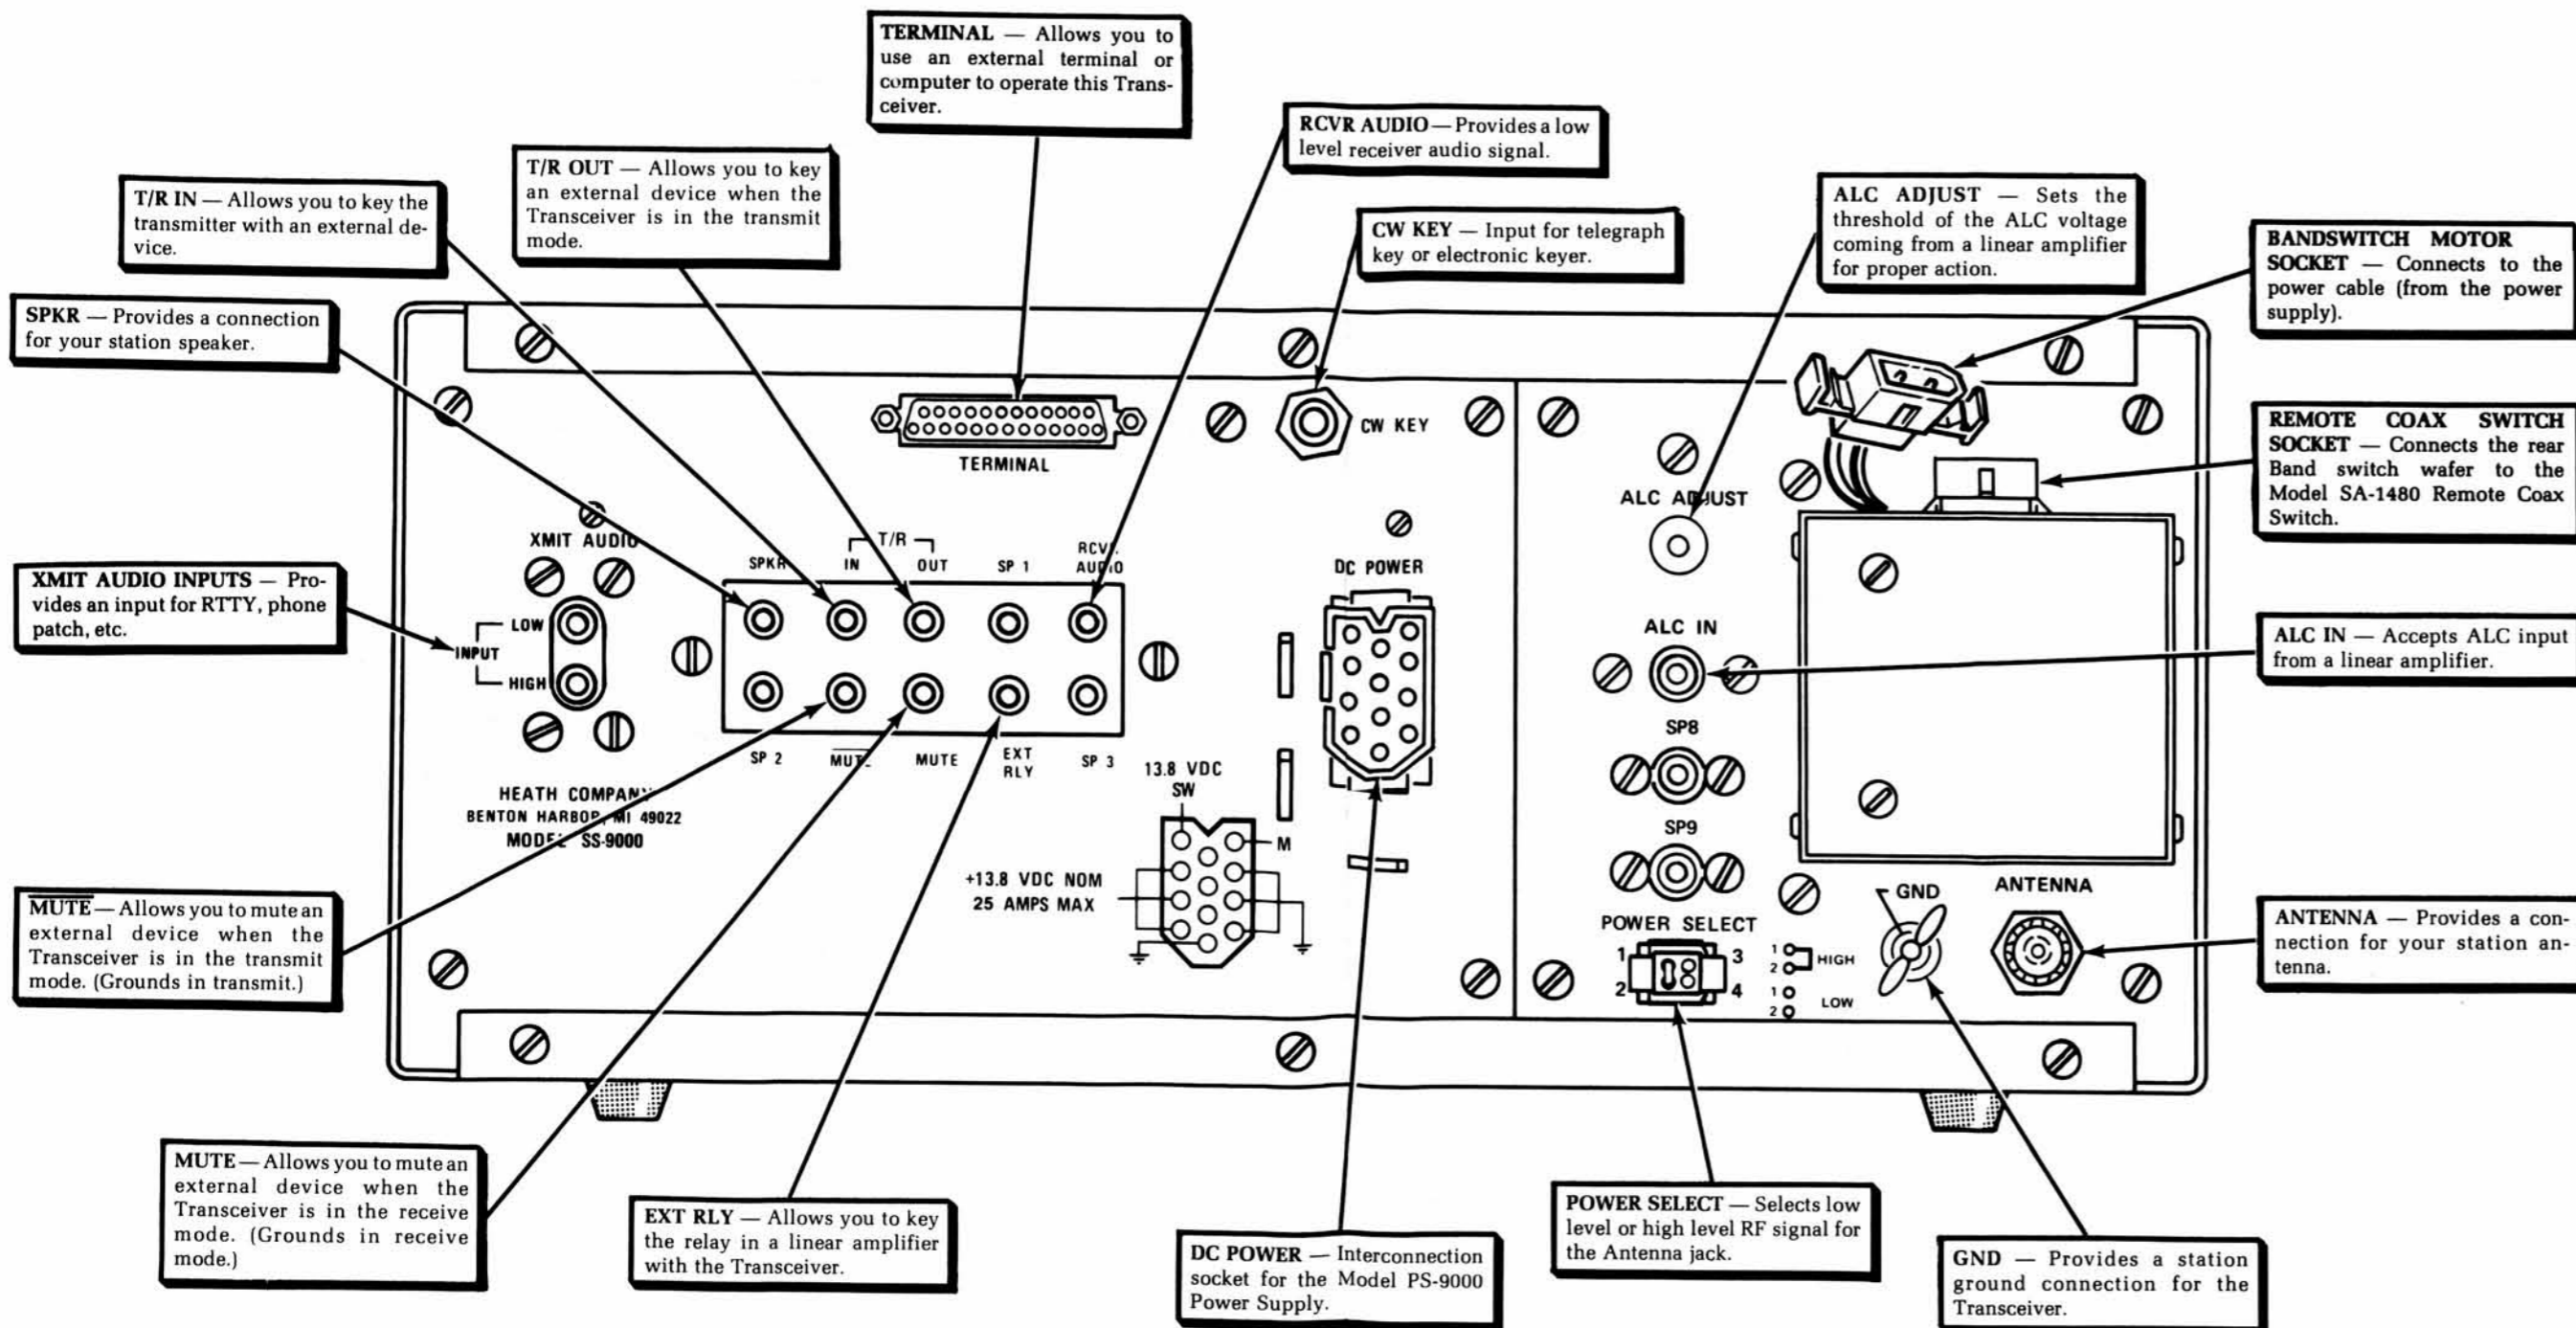 TERMINAL — Allows you to
use an external terminal or
computer to operate this Trans-
ceiver.
RCVR AUDIO — Provides a low
level receiver audio signal.
T/R OUT — Allows you to key
an external device when the
Transceiver is in the transmit
mode.
T/R IN — Allows you to key the
transmitter with an external de-
vice.
CW KEY — Input for telegraph
key or electronic keyer.
ALC ADJUST — Sets the
threshold of the ALC voltage
coming from a linear amplifier
for proper action.
BANDSWITCH MOTOR
SOCKET — Connects to the
power cable (from the power
supply).
SPKR — Provides a connection
for your station speaker.
REMOTE COAX SWITCH
SOCKET — Connects the rear
Band switch wafer to the
Model SA-1480 Remote Coax
Switch.
XMIT AUDIO INPUTS — Pro-
vides an input for RTTY, phone
patch, etc.
ALC IN — Accepts ALC input
from a linear amplifier.
MUTE — Allows you to mute an
external device when the
Transceiver is in the transmit
mode. (Grounds in transmit.)
ANTENNA — Provides a con-
nection for your station an-
tenna.
MUTE — Allows you to mute an
external device when the
Transceiver is in the receive
mode. (Grounds in receive
mode.)
EXT RLY — Allows you to key
the relay in a linear amplifier
with the Transceiver.
DC POWER — Interconnection
socket for the Model PS-9000
Power Supply.
POWER SELECT — Selects low
level or high level RF signal for
the Antenna jack.
GND — Provides a station
ground connection for the
Transceiver.
TERMINAL
CW KEY
XMIT AUDIO
INPUT
LOW
HIGH
T/R
SPKR
IN
OUT
SP 1
RCVR
AUDIO
SP 2
MUTE
MUTE
EXT
RLY
SP 3
HEATH COMPANY
BENTON HARBOR, MI 49022
MODEL SS-9000
DC POWER
13.8 VDC
SW
M
+13.8 VDC NOM
25 AMPS MAX
ALC ADJUST
ALC IN
SP8
SP9
POWER SELECT
1
3
2
4
1
2
HIGH
1
2
LOW
GND
ANTENNA